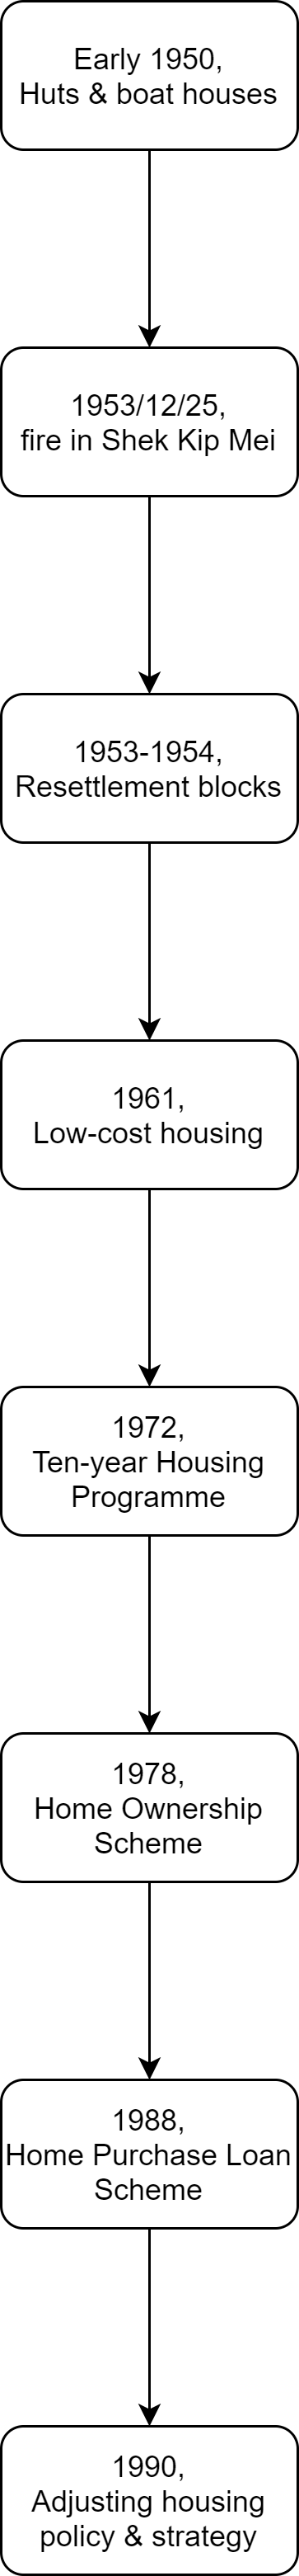 Early 1950,
Huts & boat houses
1953/12/25,
fire in Shek Kip Mei
1953-1954,
Resettlement blocks
1961,
Low-cost housing
1972,
Ten-year Housing
Programme
1978,
Home Ownership
Scheme
1988,
Home Purchase Loan
Scheme
1990,
Adjusting housing
policy & strategy